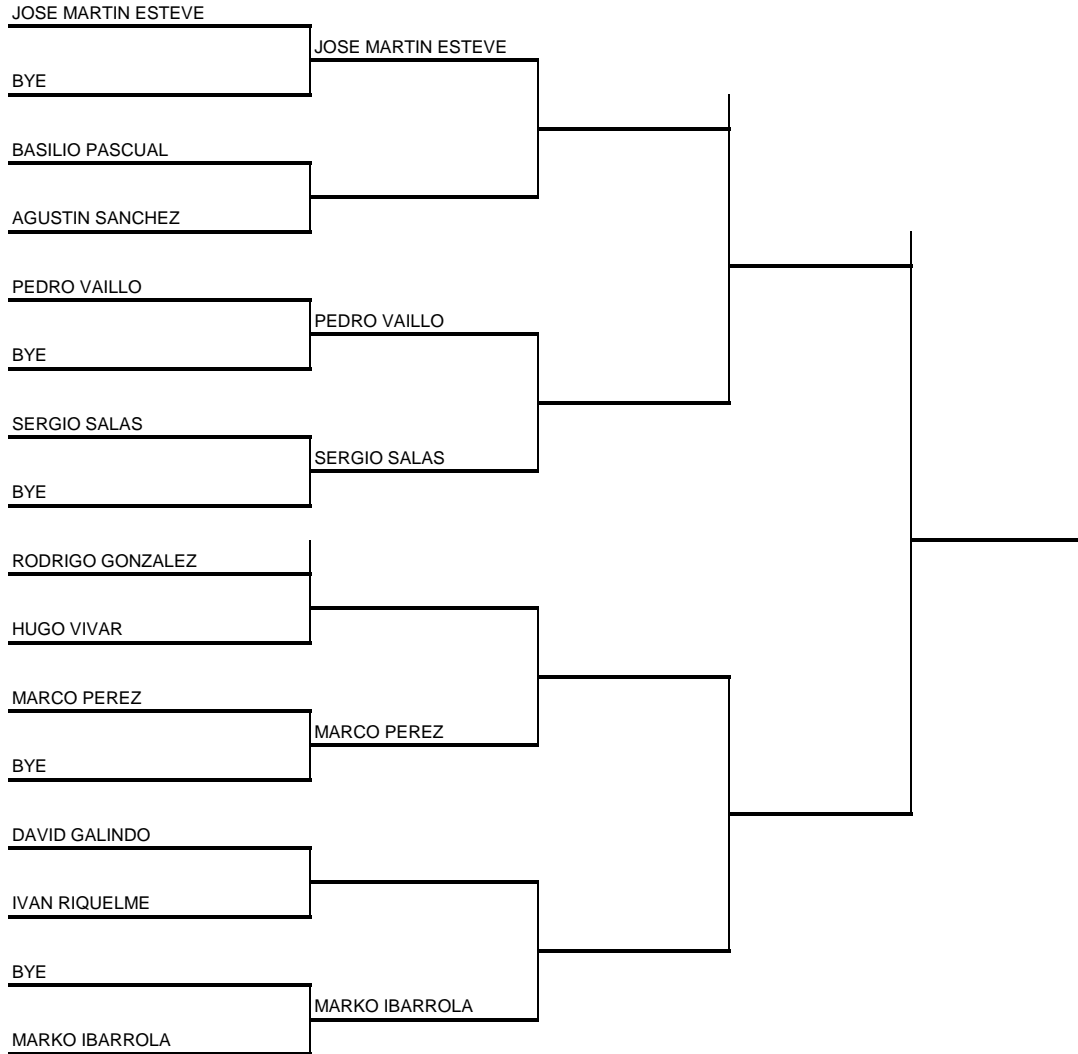 JOSE MARTIN ESTEVE
JOSE MARTIN ESTEVE
BYE
BASILIO PASCUAL
AGUSTIN SANCHEZ
PEDRO VAILLO
PEDRO VAILLO
BYE
SERGIO SALAS
SERGIO SALAS
BYE
RODRIGO GONZALEZ
HUGO VIVAR
MARCO PEREZ
MARCO PEREZ
BYE
DAVID GALINDO
IVAN RIQUELME
BYE
MARKO IBARROLA
MARKO IBARROLA